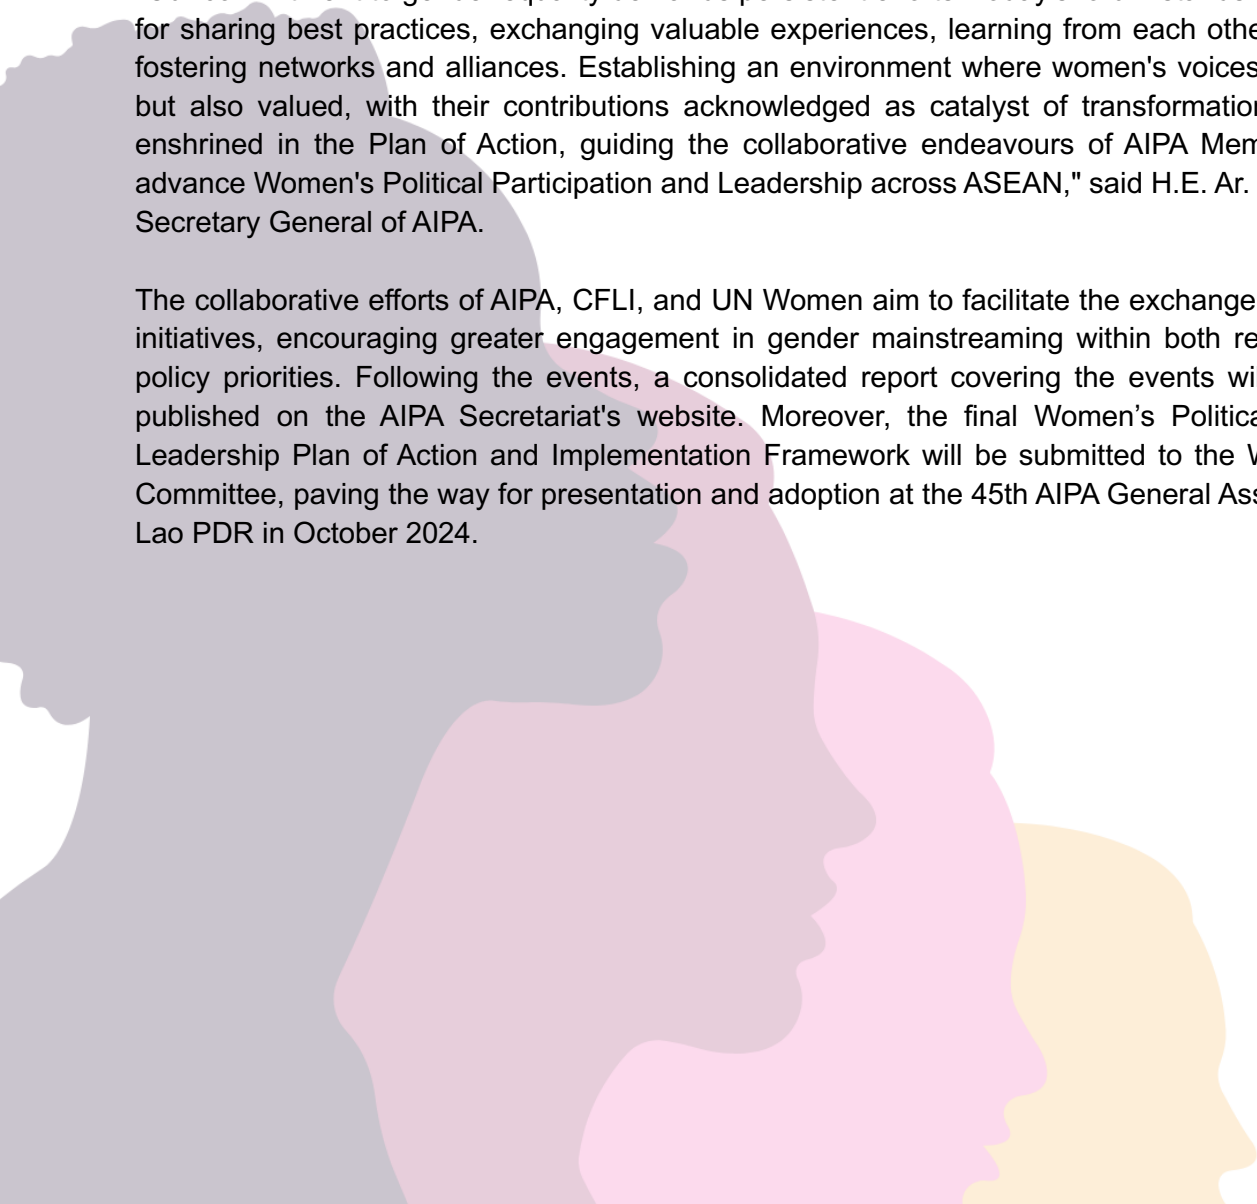 for sharing best practices, exchanging valuable experiences, learning from each othe
fostering networks and alliances. Establishing an environment where women's voices
but also valued, with their contributions acknowledged as catalyst of transformation
enshrined in the Plan of Action, guiding the collaborative endeavours of AIPA Mem
advance Women's Political Participation and Leadership across ASEAN," said H.E. Ar.
Secretary General of AIPA.
The collaborative efforts of AIPA, CFLI, and UN Women aim to facilitate the exchange
initiatives, encouraging greater engagement in gender mainstreaming within both re
policy priorities. Following the events, a consolidated report covering the events wil
published on the AIPA Secretariat's website. Moreover, the final Women’s Politica
Leadership Plan of Action and Implementation Framework will be submitted to the W
Committee, paving the way for presentation and adoption at the 45th AIPA General Ass
Lao PDR in October 2024.